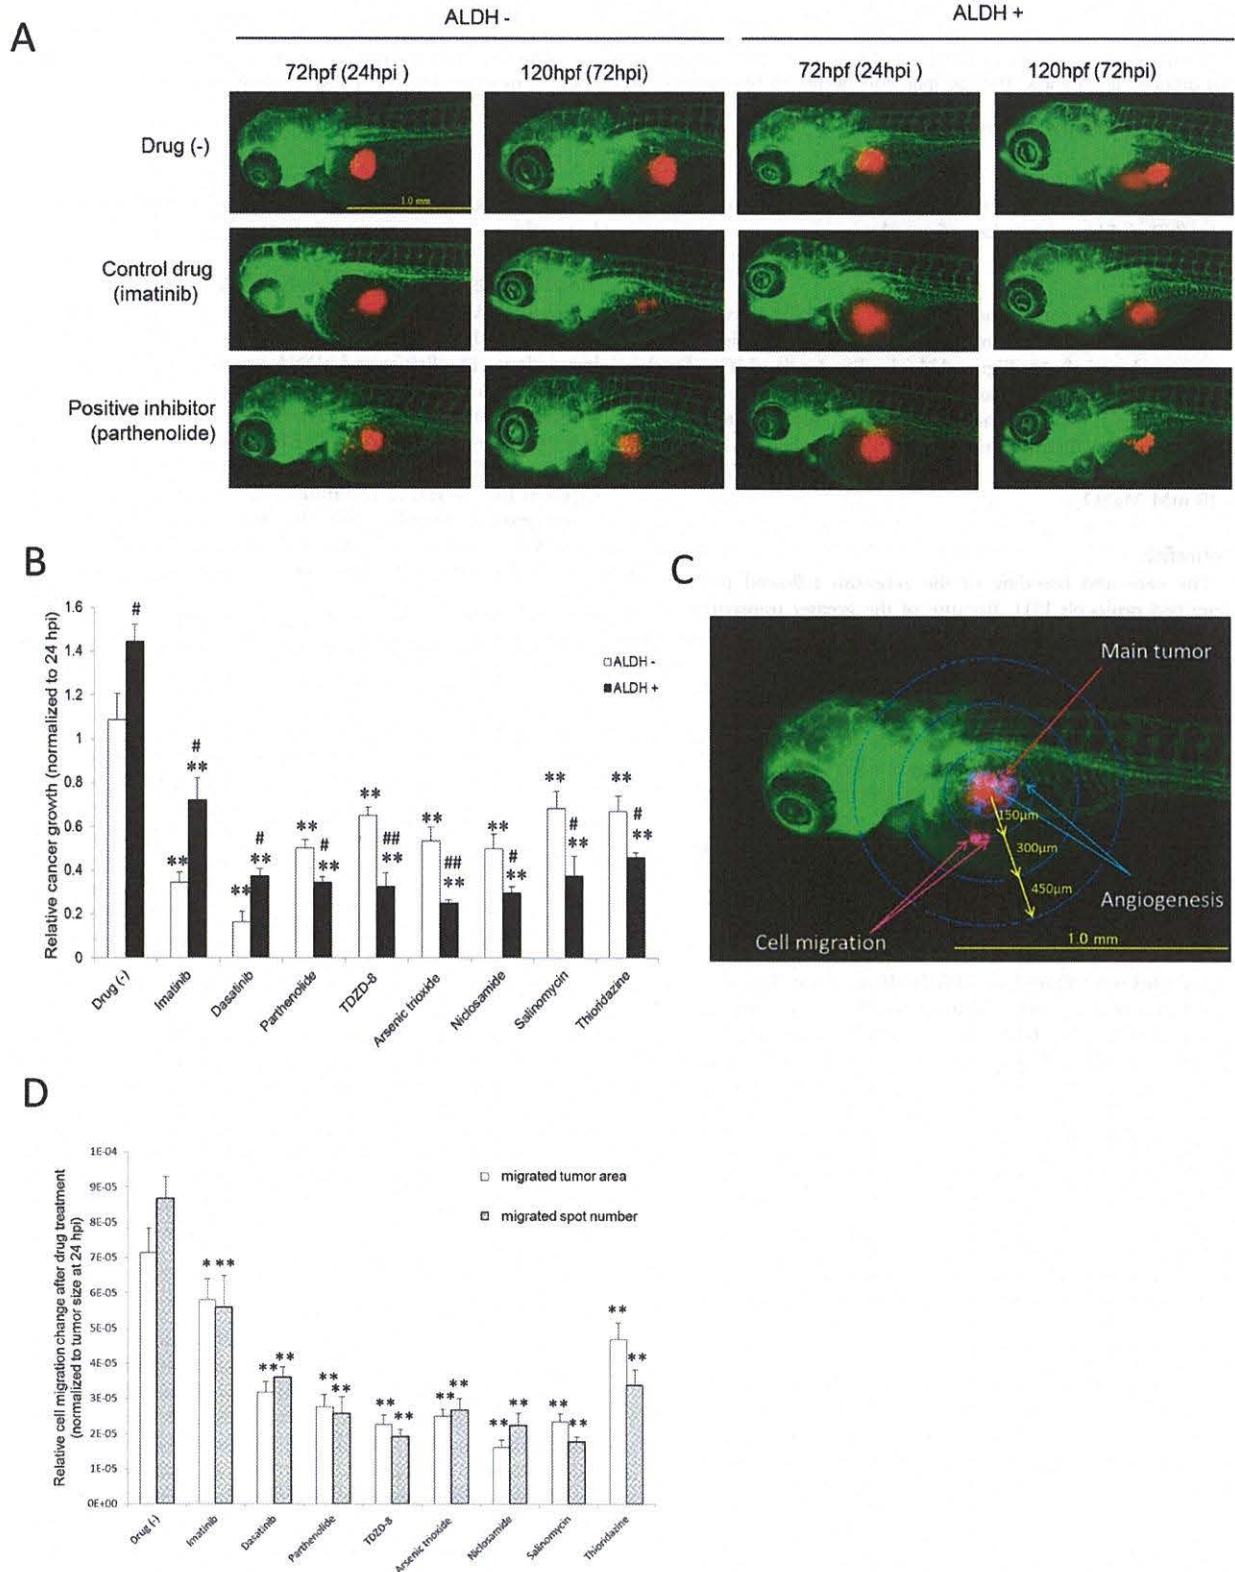 A
ALDH -
ALDH +
72hpf (24hpi )
120hpf (72hpi)
72hpf (24hpi )
120hpf (72hpi)
Drug (-)
1.0 mm
Control drug
(imatinib)
Positive inhibitor
(parthenolide)
B
Relative cancer growth (normalized to 24 hpi)
1.6
1.4
1.2
1
0.8
0.6
0.4
0.2
0
#
#
**
**
#
**
**
**
#
**
**
##
**
**
##
**
**
#
**
**
#
**
**
#
**
ALDH -
ALDH +
Drug (-)
Imatinib
Dasatinib
Parthenolide
TDZD-8
Arsenic trioxide
Niclosamide
Salinomycin
Thioridazine
C
Main tumor
150μm
300μm
450μm
Angiogenesis
Cell migration
1.0 mm
D
Relative cell migration change after drug treatment
(normalized to tumor size at 24 hpi)
1E-04
9E-05
8E-05
7E-05
6E-05
5E-05
4E-05
3E-05
2E-05
1E-05
0E+00
migrated tumor area
migrated spot number
* **
** **
** **
** **
** **
** **
** **
** **
Drug (-)
Imatinib
Dasatinib
Parthenolide
TDZD-8
Arsenic trioxide
Niclosamide
Salinomycin
Thioridazine